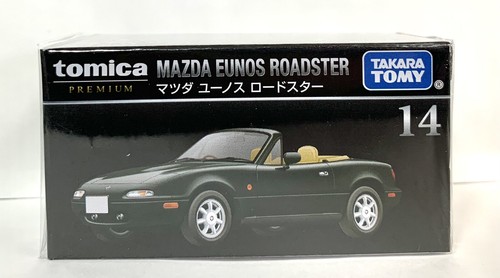 tomica
PREMIUM
MAZDA EUNOS ROADSTER
マツダ ユーノス ロードスター
TAKARA
TOMY
14